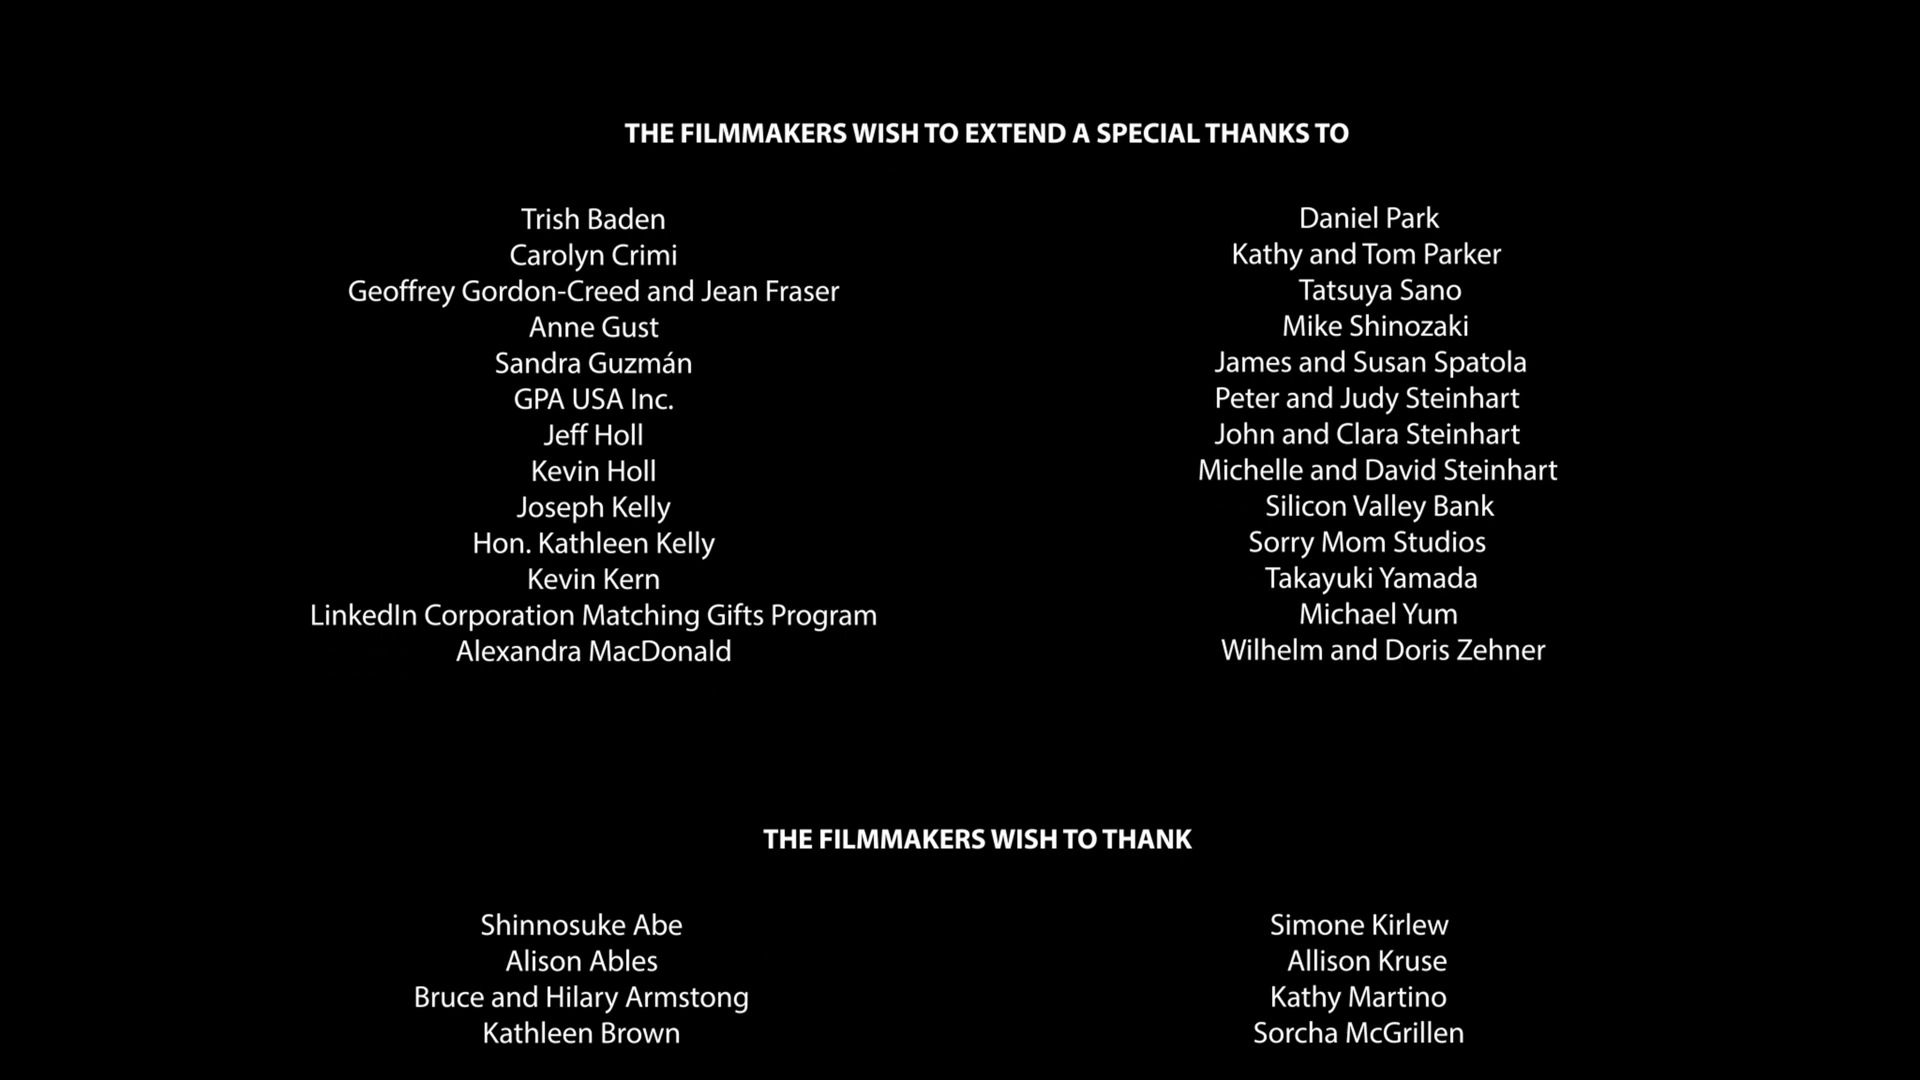 THE FILMMAKERS WISH TO EXTEND A SPECIAL THANKS TO
Trish Baden
Carolyn Crimi
Geoffrey Gordon-Creed and Jean Fraser
Anne Gust
Sandra Guzmán
GPA USA Inc.
Jeff Holl
Kevin Holl
Joseph Kelly
Hon. Kathleen Kelly
Kevin Kern
LinkedIn Corporation Matching Gifts Program
Alexandra MacDonald
Daniel Park
Kathy and Tom Parker
Tatsuya Sano
Mike Shinozaki
James and Susan Spatola
Peter and Judy Steinhart
John and Clara Steinhart
Michelle and David Steinhart
Silicon Valley Bank
Sorry Mom Studios
Takayuki Yamada
Michael Yum
Wilhelm and Doris Zehner
THE FILMMAKERS WISH TO THANK
Shinnosuke Abe
Alison Ables
Bruce and Hilary Armstong
Kathleen Brown
Simone Kirlew
Allison Kruse
Kathy Martino
Sorcha McGrillen